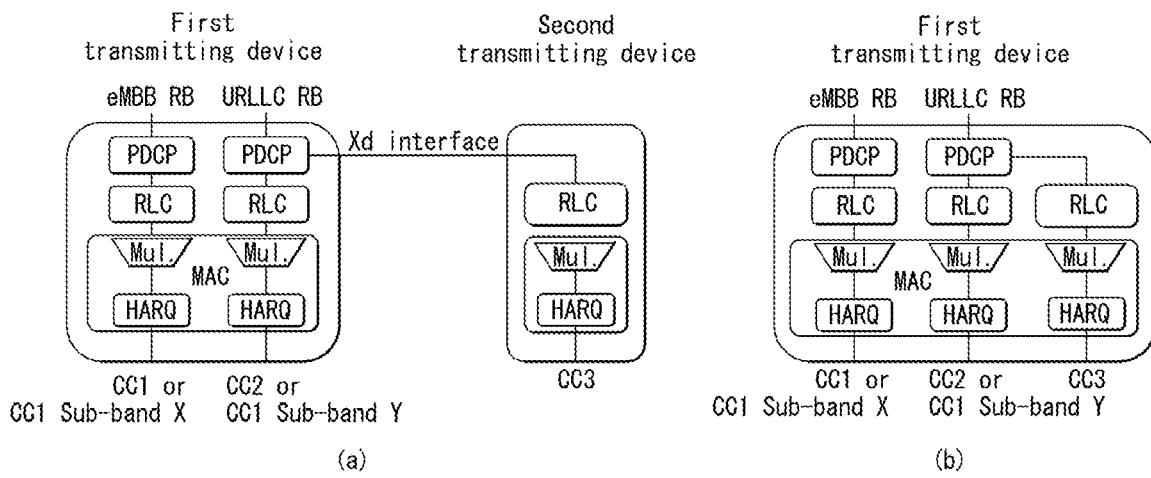 First
transmitting device
Second
transmitting device
First
transmitting device
eMBB RB
URLLC RB
Xd interface
PDCP
PDCP
RLC
RLC
RLC
Mul.
Mul.
Mul.
MAC
HARQ
HARQ
HARQ
CC1 or
CC1 Sub-band X
CC2 or
CC1 Sub-band Y
CC3
(a)
eMBB RB
URLLC RB
PDCP
PDCP
RLC
RLC
RLC
Mul.
Mul.
Mul.
MAC
HARQ
HARQ
HARQ
CC1 or
CC1 Sub-band X
CC2 or
CC1 Sub-band Y
CC3
(b)